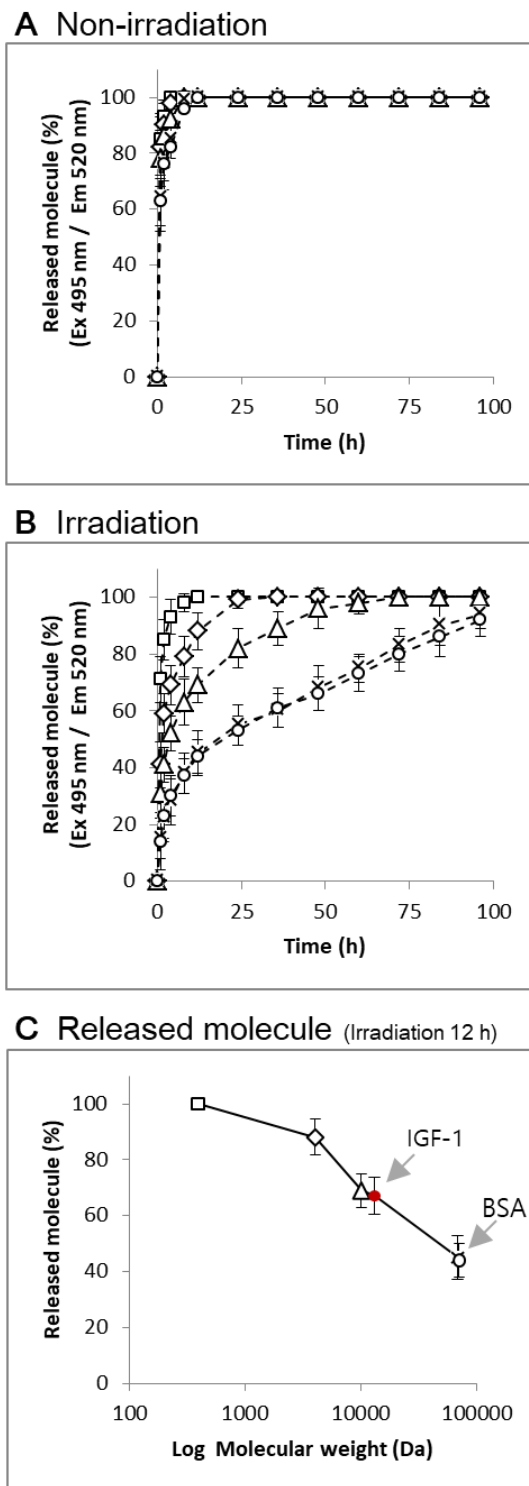 A Non-irradiation
Released molecule (%)
(Ex 495 nm / Em 520 nm)
100
80
60
40
20
0
0 25 50 75 100
Time (h)
B Irradiation
Released molecule (%)
(Ex 495 nm / Em 520 nm)
100
80
60
40
20
0
0 25 50 75 100
Time (h)
C Released molecule (Irradiation 12 h)
Released molecule (%)
100
80
60
40
20
0
IGF-1
BSA
100 1000 10000 100000
Log Molecular weight (Da)